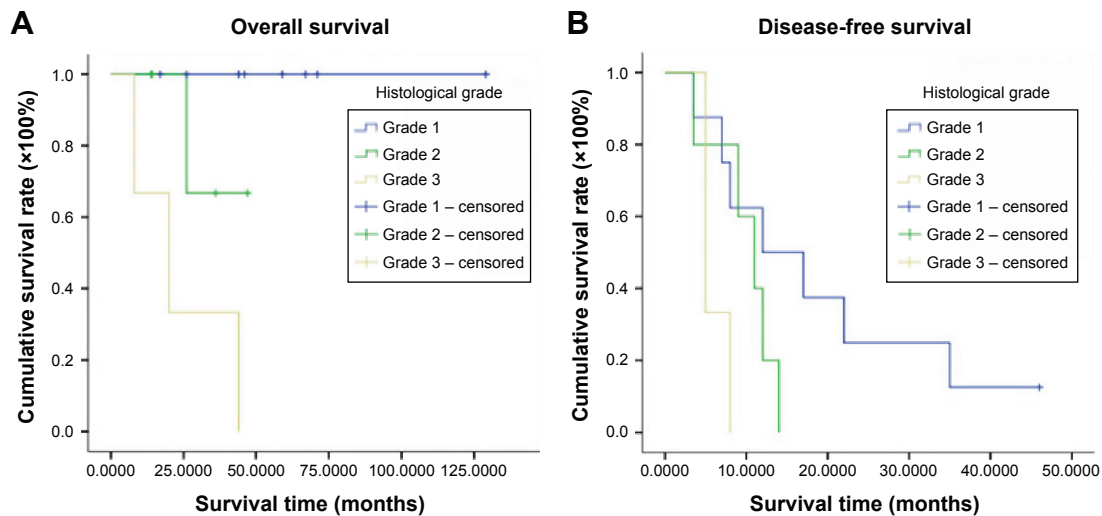 A
Overall survival
Cumulative survival rate (×100%)
1.0
0.8
0.6
0.4
0.2
0.0
Histological grade
Grade 1
Grade 2
Grade 3
Grade 1 – censored
Grade 2 – censored
Grade 3 – censored
0.0000 25.0000 50.0000 75.0000 100.0000 125.0000
Survival time (months)
B
Disease-free survival
Cumulative survival rate (×100%)
1.0
0.8
0.6
0.4
0.2
0.0
Histological grade
Grade 1
Grade 2
Grade 3
Grade 1 – censored
Grade 2 – censored
Grade 3 – censored
0.0000 10.0000 20.0000 30.0000 40.0000 50.0000
Survival time (months)